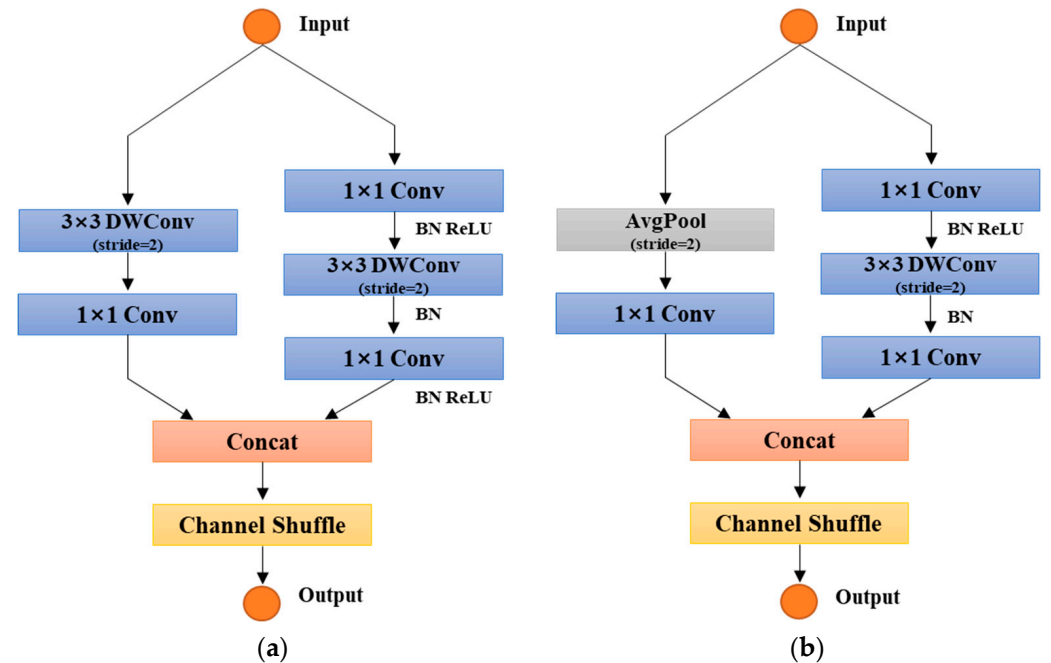 Input
3×3 DWConv
(stride=2)
1×1 Conv
1×1 Conv
BN ReLU
3×3 DWConv
(stride=2)
BN
1×1 Conv
BN ReLU
Concat
Channel Shuffle
Output
(a)
Input
AvgPool
(stride=2)
1×1 Conv
1×1 Conv
BN ReLU
3×3 DWConv
(stride=2)
BN
1×1 Conv
Concat
Channel Shuffle
Output
(b)